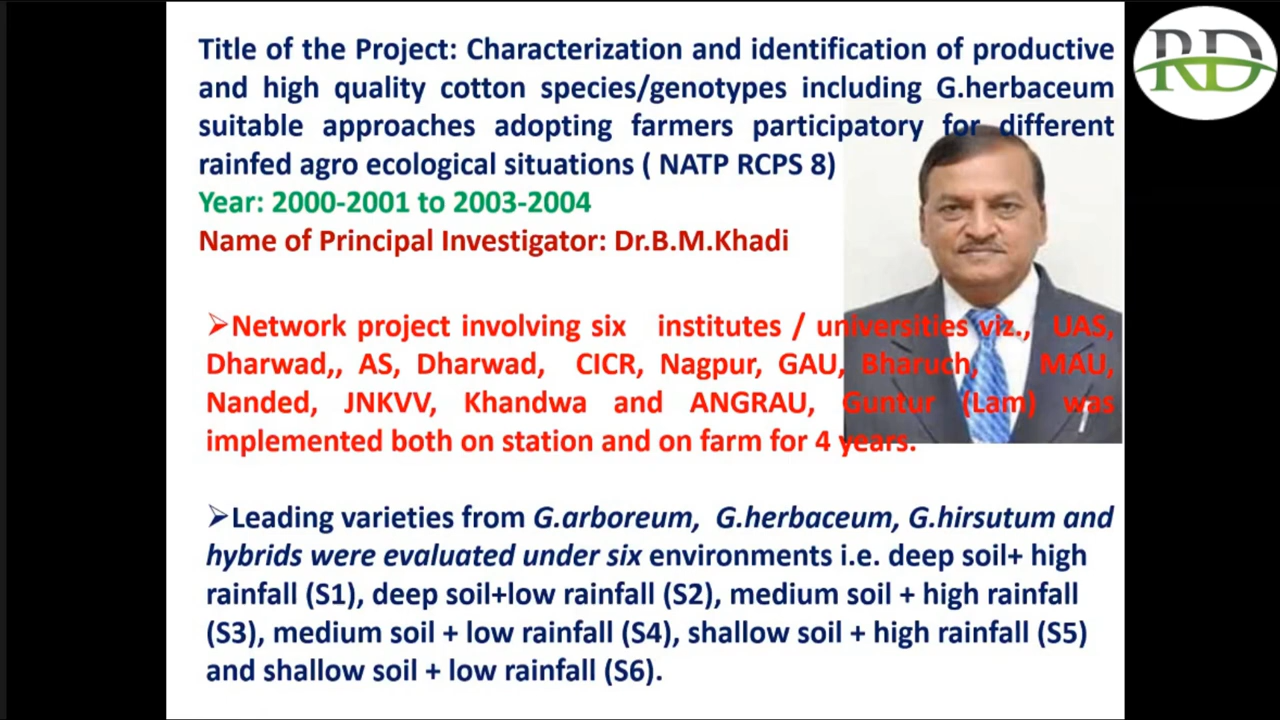 Title of the Project: Characterization and identification of productive
and high quality cotton species/genotypes including G.herbaceum
suitable approaches adopting farmers participatory for different
rainfed agro ecological situations ( NATP RCPS 8)
Year: 2000-2001 to 2003-2004
Name of Principal Investigator: Dr.B.M.Khadi
➢Network project involving six institutes / universities viz., UAS,
Dharwad,, AS, Dharwad, CICR, Nagpur, GAU, Bharuch, MAU,
Nanded, JNKVV, Khandwa and ANGRAU, Guntur (Lam) was
implemented both on station and on farm for 4 years.
➢Leading varieties from G.arboreum, G.herbaceum, G.hirsutum and
hybrids were evaluated under six environments i.e. deep soil+ high
rainfall (S1), deep soil+low rainfall (S2), medium soil + high rainfall
(S3), medium soil + low rainfall (S4), shallow soil + high rainfall (S5)
and shallow soil + low rainfall (S6).
RD